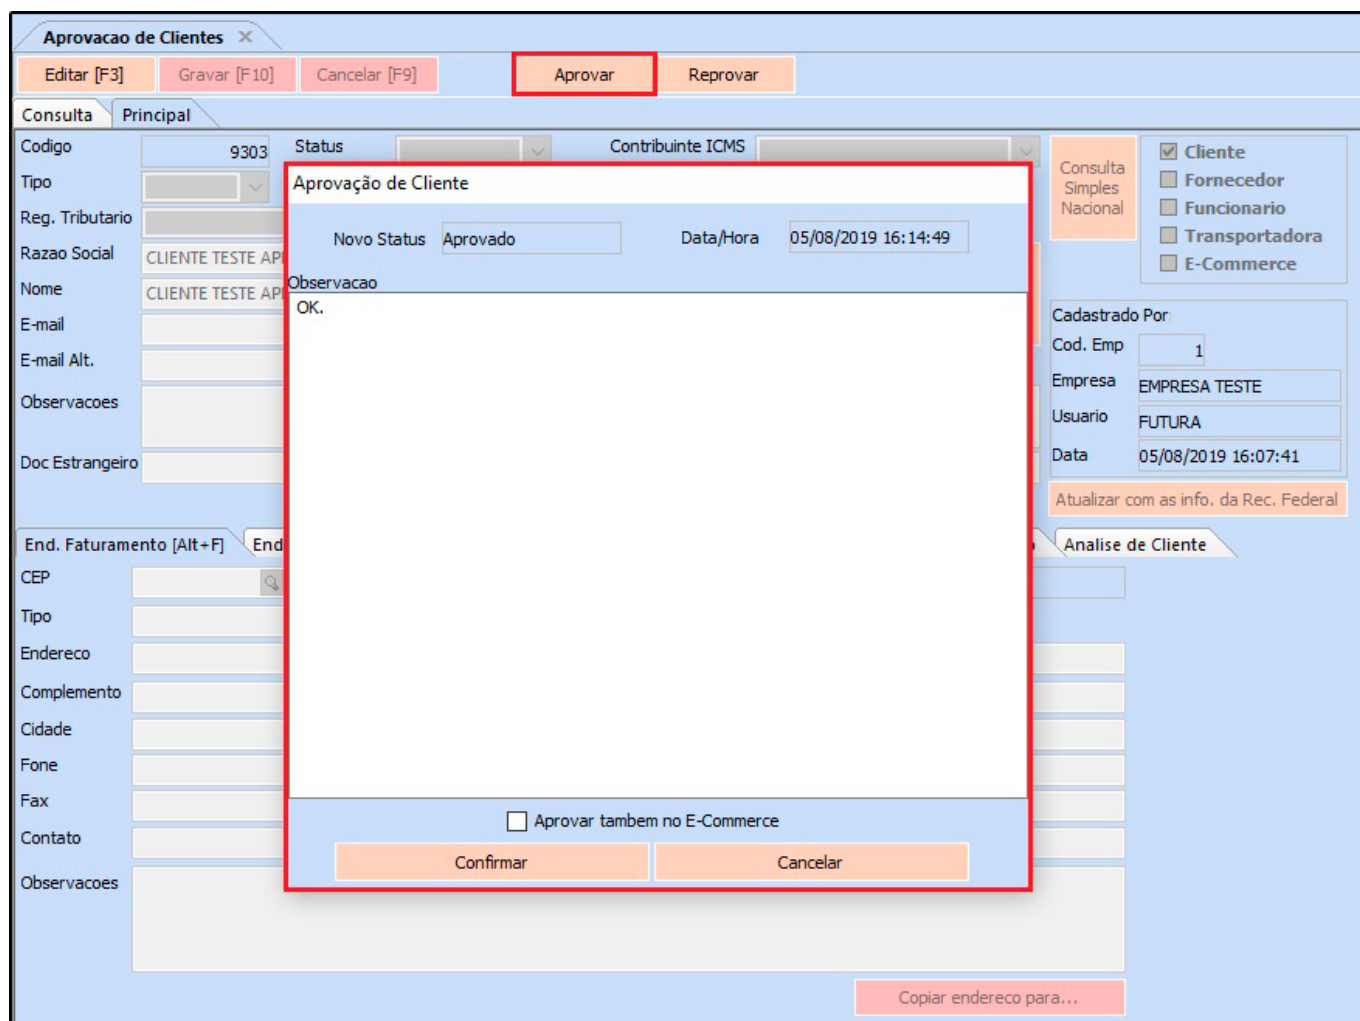 Aprovacao de Clientes
Editar [F3] Gravar [F10] Cancelar [F9] Aprovar Reprovar
Consulta Principal
Codigo 9303 Status Contribuinte ICMS
Tipo
Reg. Tributario
Razao Social CLIENTE TESTE
Nome CLIENTE TESTE
E-mail
E-mail Alt.
Observacoes
Doc Estrangeiro
Consulta
Simples
Nacional
Cliente
Fornecedor
Funcionario
Transportadora
E-Commerce
Cadastrado Por
Cod. Emp 1
Empresa EMPRESA TESTE
Usuario FUTURA
Data 05/08/2019 16:07:41
Atualizar com as info. da Rec. Federal
Aprovação de Cliente
Novo Status Aprovado Data/Hora 05/08/2019 16:14:49
Observacao
OK.
Aprovar tambem no E-Commerce
Confirmar Cancelar
End. Faturamento [Alt+F] End Analise de Cliente
CEP
Tipo
Endereco
Complemento
Cidade
Fone
Fax
Contato
Observacoes
Copiar endereco para...